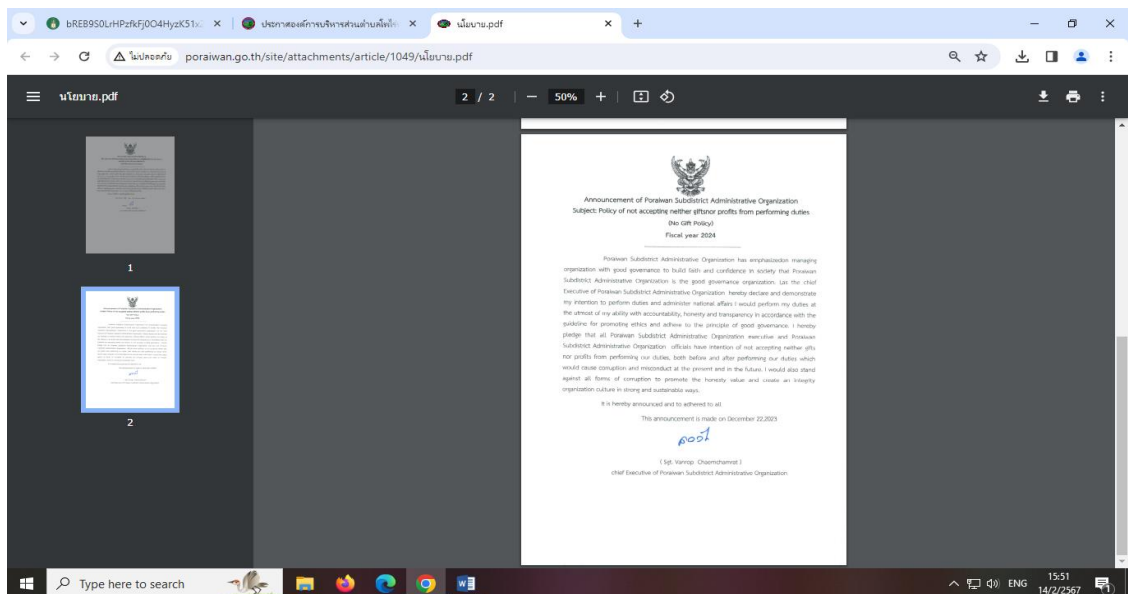 bREB9S0LrHPzfkFj0O4HyzK51x
ประกาศองค์การบริหารส่วนตำบลโพไร
นโยบาย.pdf
ไม่ปลอดภัย poraiwan.go.th/site/attachments/article/1049/นโยบาย.pdf
นโยบาย.pdf
2 / 2
50%
1
2
Announcement of Poraiwan Subdistrict Administrative Organization
Subject: Policy of not accepting neither giftsnor profits from performing duties
(No Gift Policy)
Fiscal year 2024
Poraiwan Subdistrict Administrative Organization has emphasizedon managing
organization with good governance to build faith and confidence in society that Poraiwan
Subdistrict Administrative Organization is the good governance organization. Ias the chief
Executive of Poraiwan Subdistrict Administrative Organization hereby declare and demonstrate
my intention to perform duties and administer national affairs I would perform my duties at
the utmost of my ability with accountability, honesty and transparency in accordance with the
guideline for promoting ethics and adhere to the principle of good governance. I hereby
pledge that all Poraiwan Subdistrict Administrative Organization executive and Poraiwan
Subdistrict Administrative Organization officials have intention of not accepting neither gifts
nor profits from performing our duties, both before and after performing our duties which
would cause corruption and misconduct at the present and in the future. I would also stand
against all forms of corruption to promote the honesty value and create an integrity
organization culture in strong and sustainable ways.
It is hereby announced and to adhered to all
This announcement is made on December 22,2023
( Sgt. Vanrop Chaemchamrat )
chief Executive of Poraiwan Subdistrict Administrative Organization
Type here to search
ENG
15:51
14/2/2567